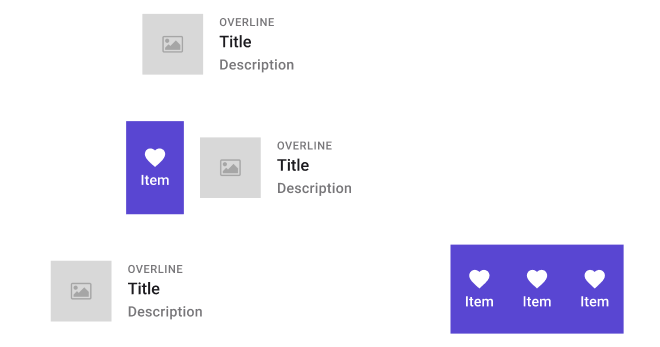 OVERLINE
Title
Description
OVERLINE
Title
Item
Description
OVERLINE
Title
Description
Item Item Item